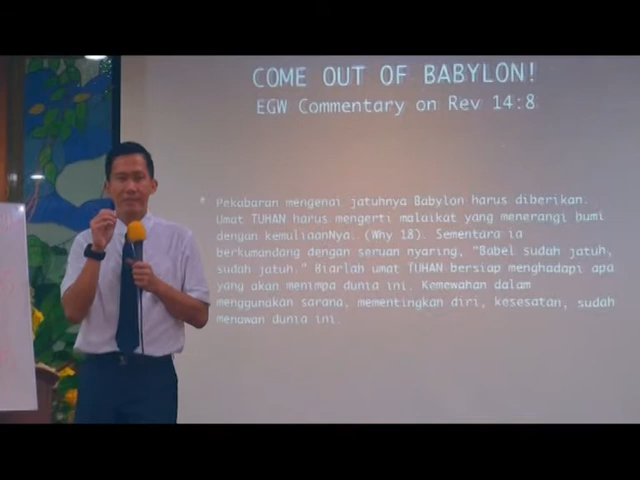 COME OUT OF BABYLON!
EGW Commentary on Rev 14:8
* Pekabaran mengenai jatuhnya Babylon harus diberikan.
Umat TUHAN harus mengerti malaikat yang menerangi bumi
dengan kemuliaanNya. (Why 18). Sementara ia
berkumandang dengan seruan nyaring, "Babel sudah jatuh,
sudah jatuh." Biarlah umat TUHAN bersiap menghadapi apa
yang akan menimpa dunia ini. Kemewahan dalam
menggunakan sarana, mementingkan diri, kesesatan, sudah
menawan dunia ini.